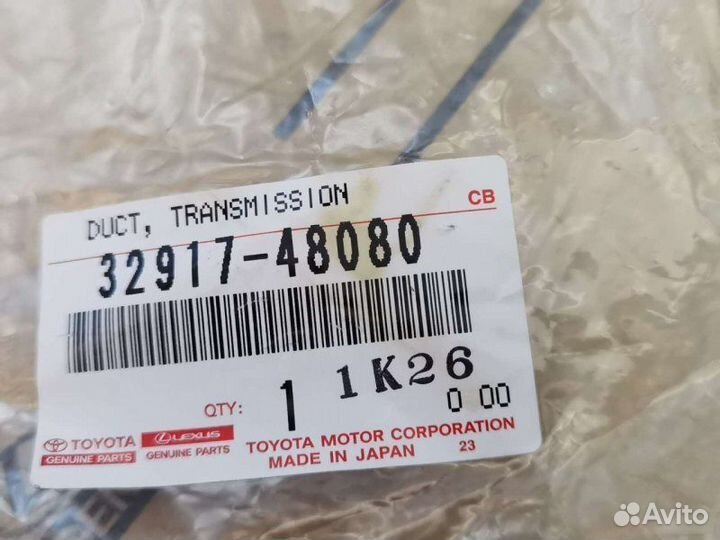 DUCT, TRANSMISSION
CB
32917-48080
1K26
QTY: 1
0 00
TOYOTA
GENUINE PARTS
LEXUS
GENUINE PARTS
TOYOTA MOTOR CORPORATION
MADE IN JAPAN 23
Avito